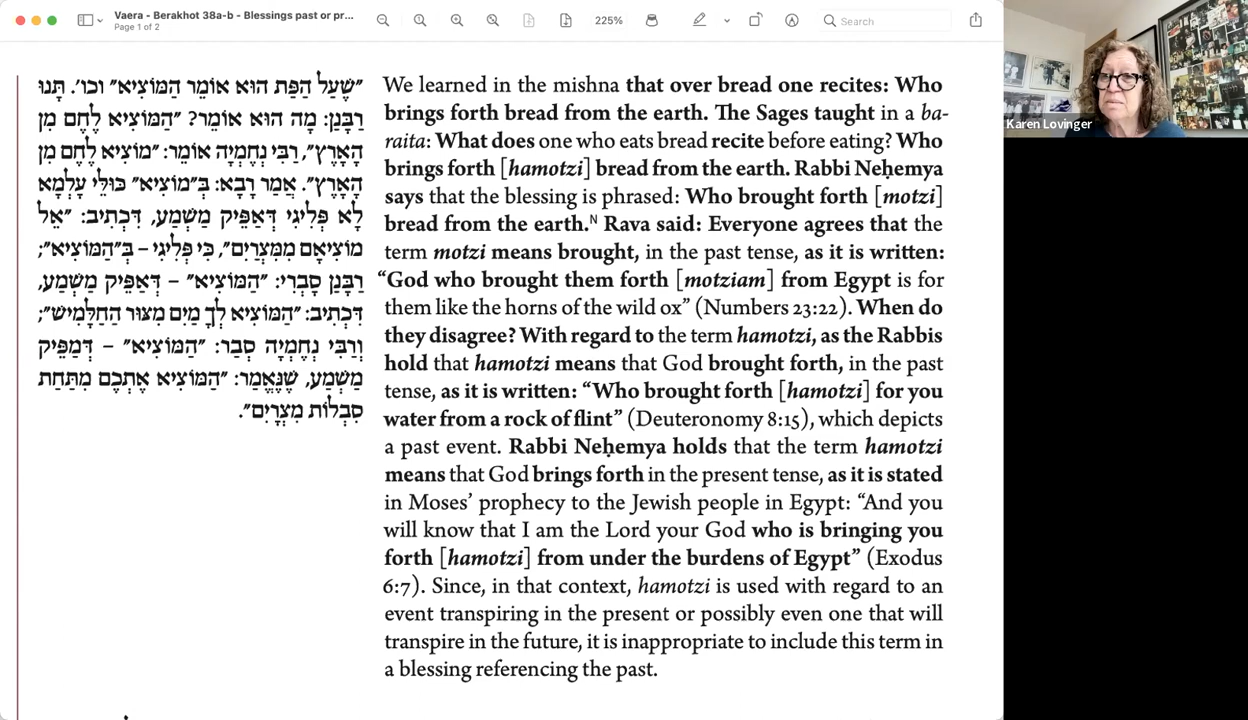 Vaera - Berakhot 38a-b - Blessings past or pr...
Page 1 of 2
225%
Search
״שֶׁעַל הַפַּת הוּא אוֹמֵר הַמּוֹצִיא״ וכו׳. תָּנוּ
רַבָּנַן: מָה הוּא אוֹמֵר? ״הַמּוֹצִיא לֶחֶם מִן
הָאָרֶץ״, רַבִּי נְחֶמְיָה אוֹמֵר: ״מוֹצִיא לֶחֶם מִן
הָאָרֶץ״. אֲמַר רָבָא: בְּ״מוֹצִיא״ כּוּלֵּי עָלְמָא
לָא פְּלִיגִי דְּאַפֵּיק מַשְׁמַע, דִּכְתִיב: ״אֵל
מוֹצִיאָם מִמִּצְרַיִם״, כִּי פְּלִיגִי – בְּ״הַמּוֹצִיא״;
רַבָּנַן סָבְרִי: ״הַמּוֹצִיא״ – דְּאַפֵּיק מַשְׁמַע,
דִּכְתִיב: ״הַמּוֹצִיא לְךָ מַיִם מִצּוּר הַחַלָּמִישׁ״;
וְרַבִּי נְחֶמְיָה סָבַר: ״הַמּוֹצִיא״ – דְּמַפֵּיק
מַשְׁמַע, שֶׁנֶּאֱמַר: ״הַמּוֹצִיא אֶתְכֶם מִתַּחַת
סִבְלוֹת מִצְרָיִם״.
We learned in the mishna that over bread one recites: Who
brings forth bread from the earth. The Sages taught in a ba-
raita: What does one who eats bread recite before eating? Who
brings forth [hamotzi] bread from the earth. Rabbi Neḥemya
says that the blessing is phrased: Who brought forth [motzi]
bread from the earth.ᴺ Rava said: Everyone agrees that the
term motzi means brought, in the past tense, as it is written:
“God who brought them forth [motziam] from Egypt is for
them like the horns of the wild ox” (Numbers 23:22). When do
they disagree? With regard to the term hamotzi, as the Rabbis
hold that hamotzi means that God brought forth, in the past
tense, as it is written: “Who brought forth [hamotzi] for you
water from a rock of flint” (Deuteronomy 8:15), which depicts
a past event. Rabbi Neḥemya holds that the term hamotzi
means that God brings forth in the present tense, as it is stated
in Moses’ prophecy to the Jewish people in Egypt: “And you
will know that I am the Lord your God who is bringing you
forth [hamotzi] from under the burdens of Egypt” (Exodus
6:7). Since, in that context, hamotzi is used with regard to an
event transpiring in the present or possibly even one that will
transpire in the future, it is inappropriate to include this term in
a blessing referencing the past.
Karen Lovinger